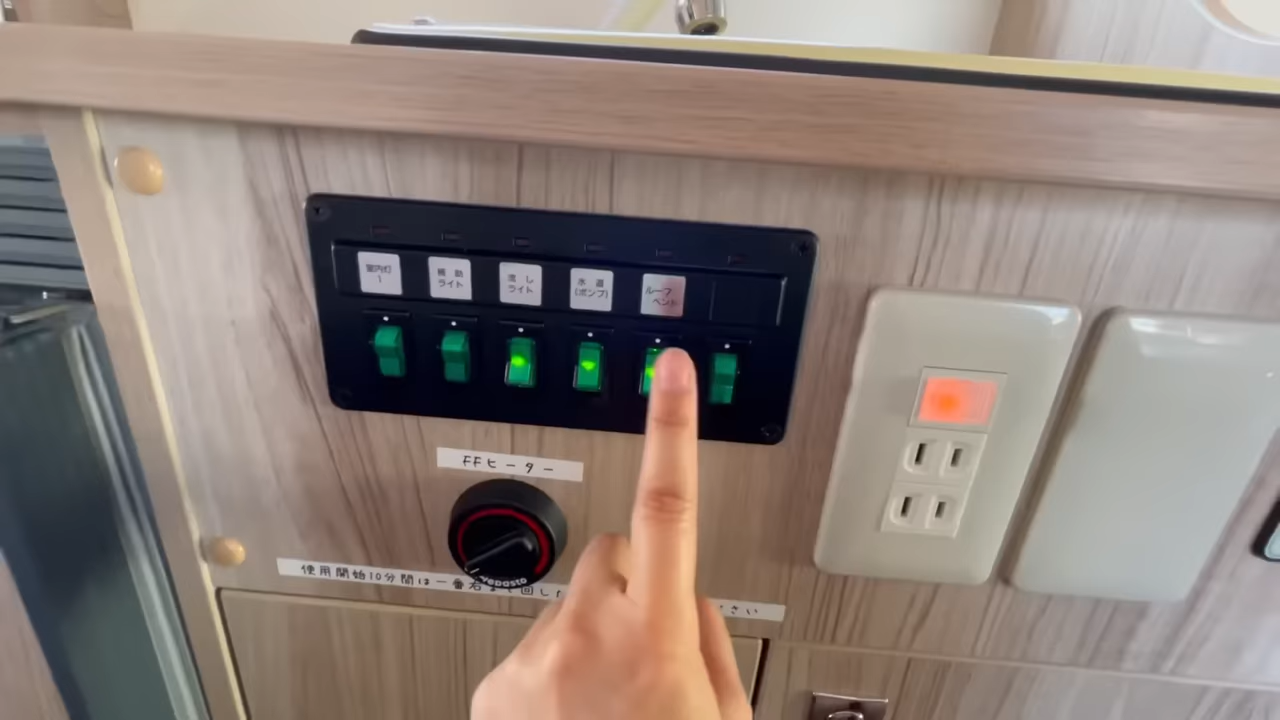 室内灯
1
補助
ライト
流し
ライト
水道
(ポンプ)
ルーフ
ベント
FFヒーター
使用開始10分間は一番右まで回した
さい